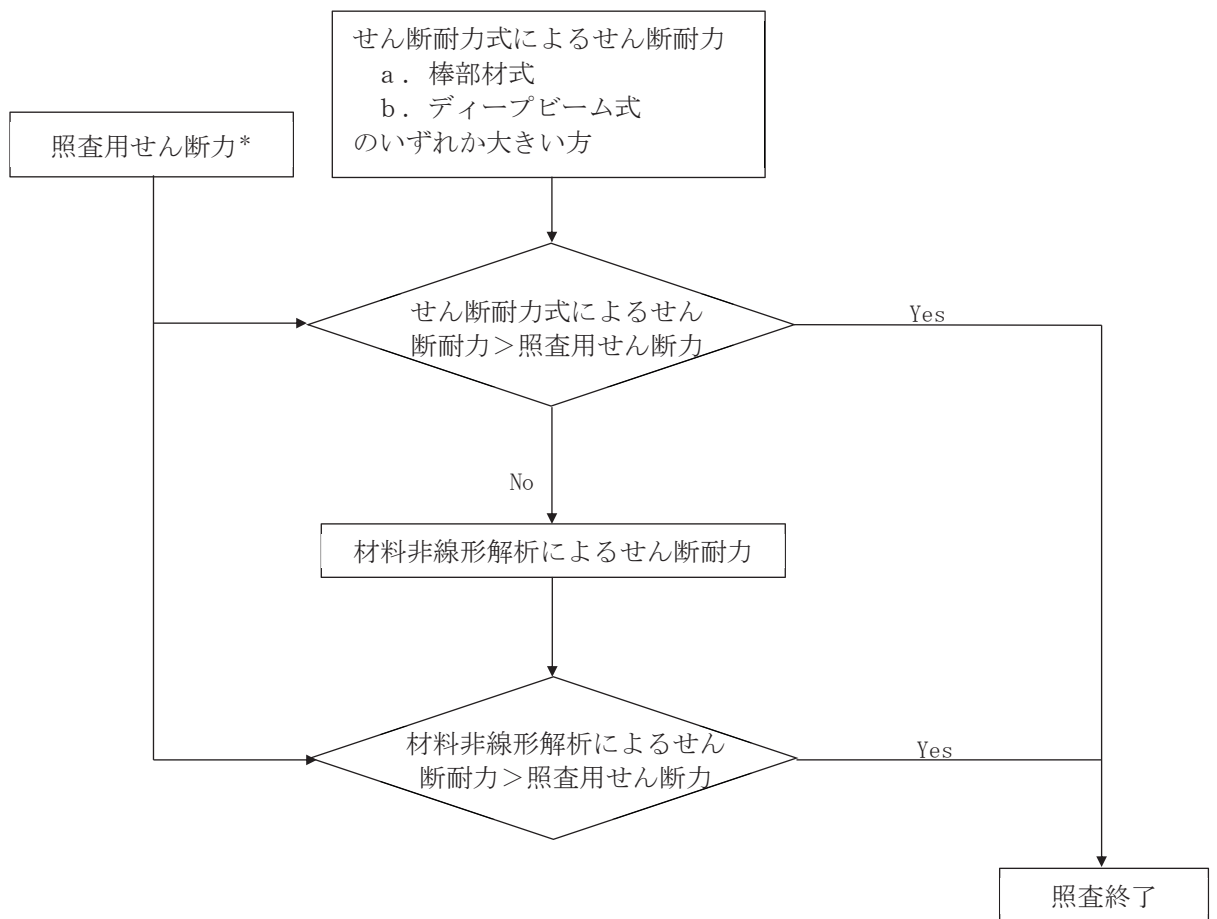 せん断耐力式によるせん断耐力
a．棒部材式
b．ディープビーム式
のいずれか大きい方
照査用せん断力*
せん断耐力式によるせん
断耐力＞照査用せん断力
Yes
No
材料非線形解析によるせん断耐力
材料非線形解析によるせん
断耐力＞照査用せん断力
Yes
照査終了